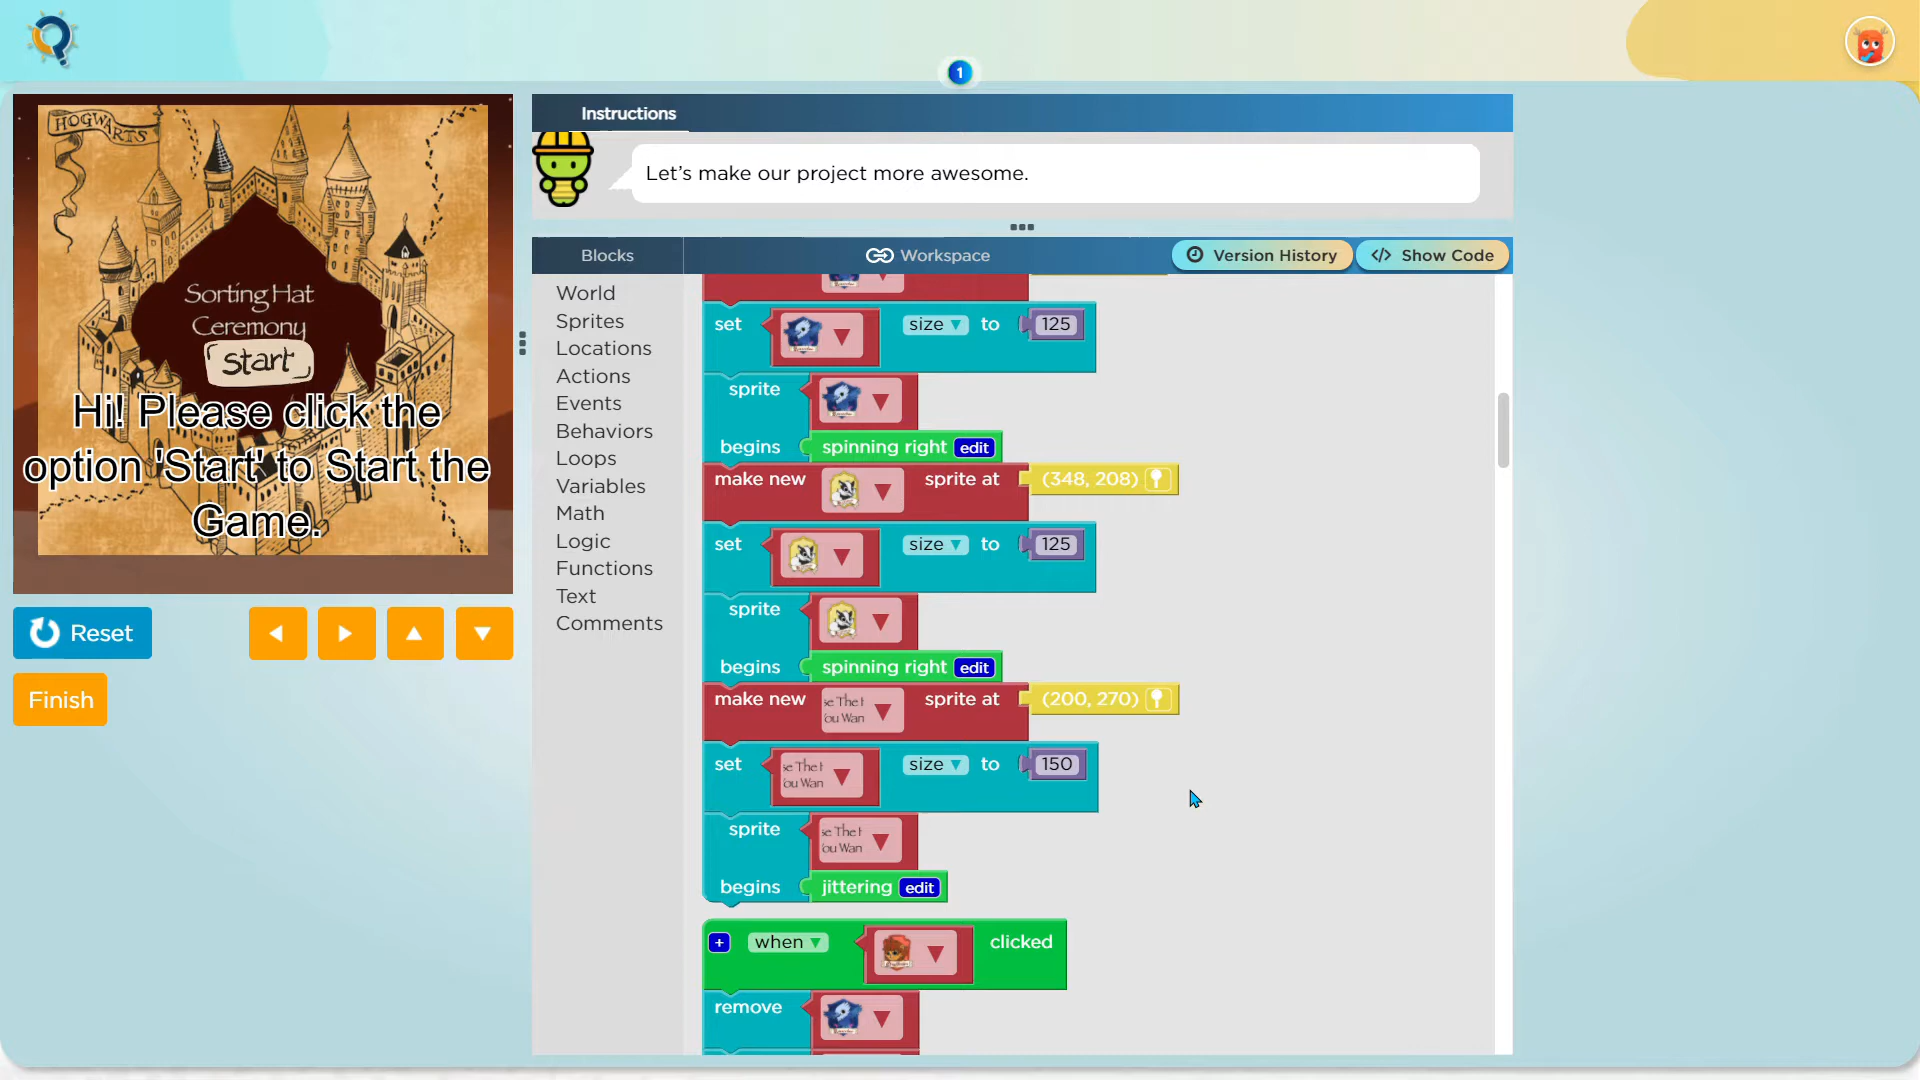 1
HOGWARTS
Sorting Hat
Ceremony
start
Hi! Please click the
option 'Start' to Start the
Game.
Reset
Finish
Instructions
Let's make our project more awesome.
Blocks
Workspace
Version History
</> Show Code
World
Sprites
Locations
Actions
Events
Behaviors
Loops
Variables
Math
Logic
Functions
Text
Comments
set size to 125
sprite
begins spinning right edit
make new sprite at (348, 208)
set size to 125
sprite
begins spinning right edit
make new sprite at (200, 270)
set size to 150
sprite
begins jittering edit
+ when clicked
remove